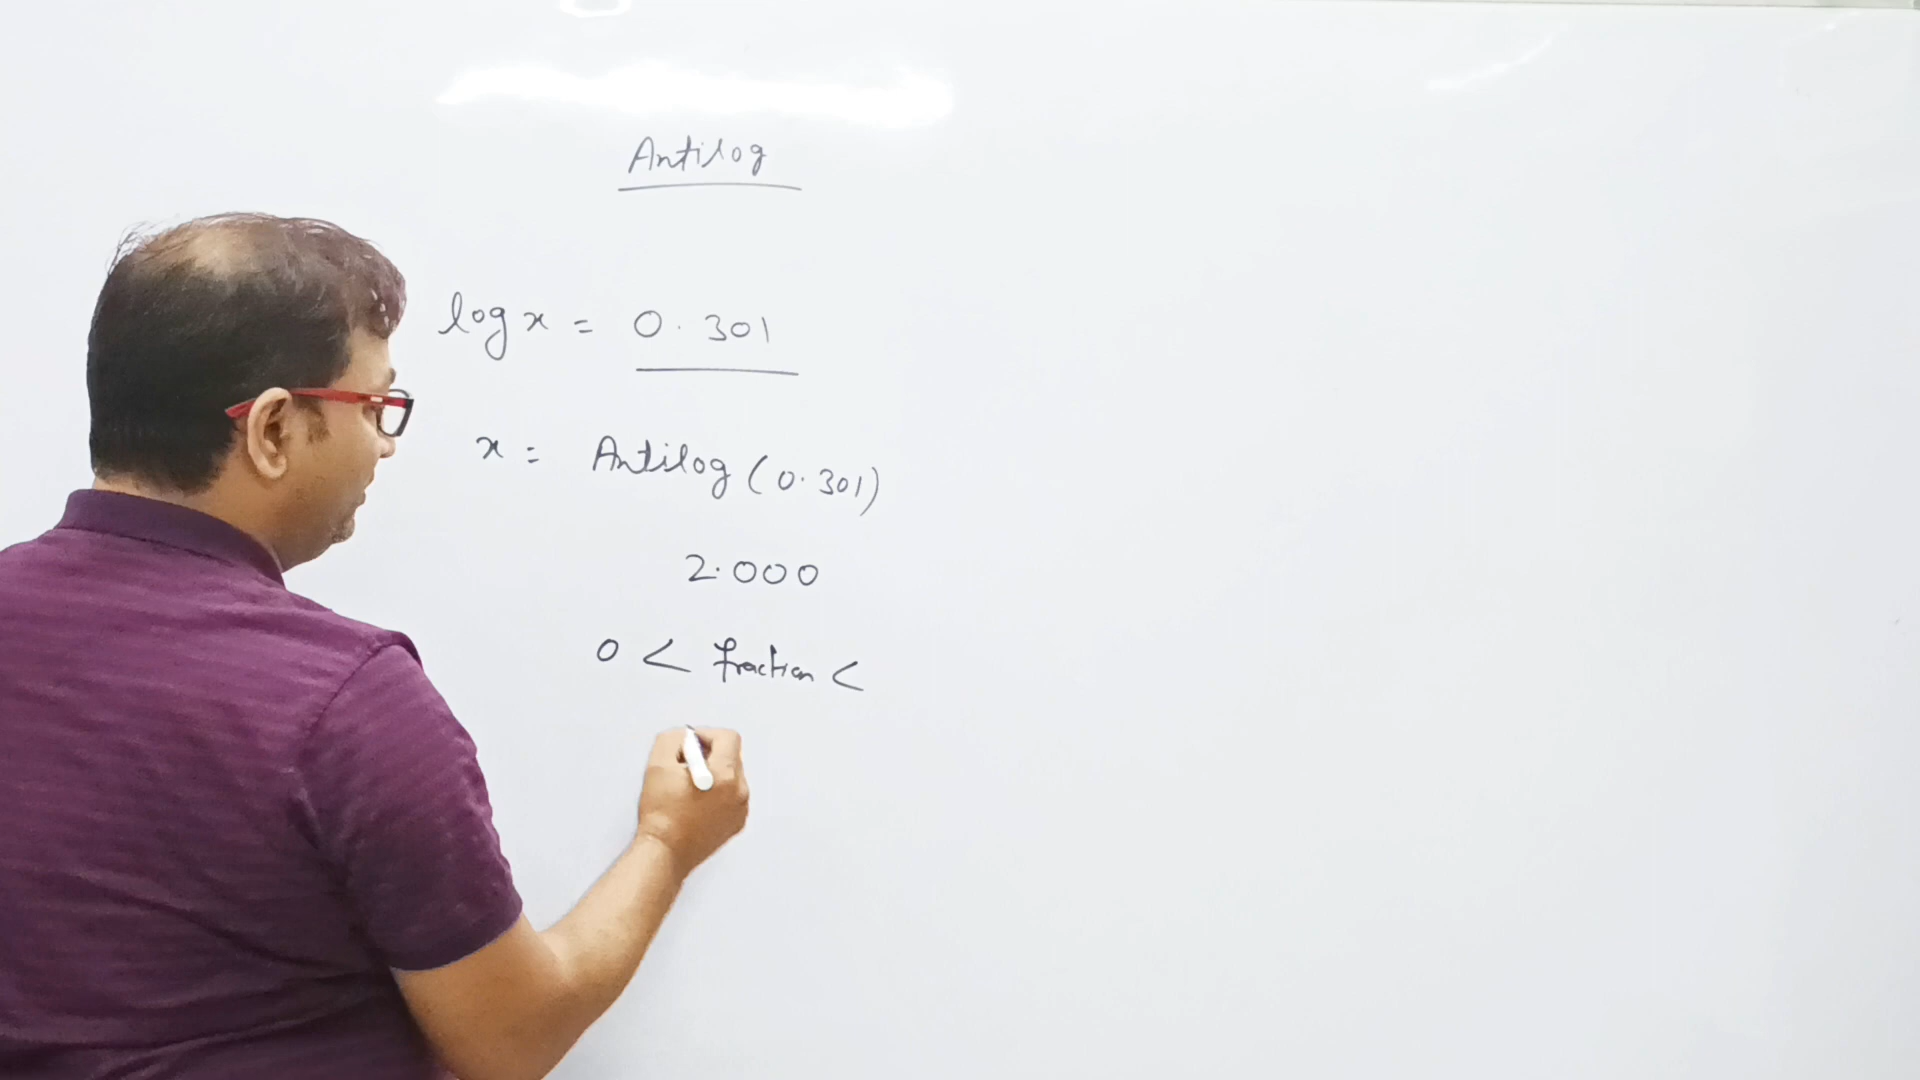 Antilog
log x = 0.301
x = Antilog (0.301)
2.000
0 < fraction <